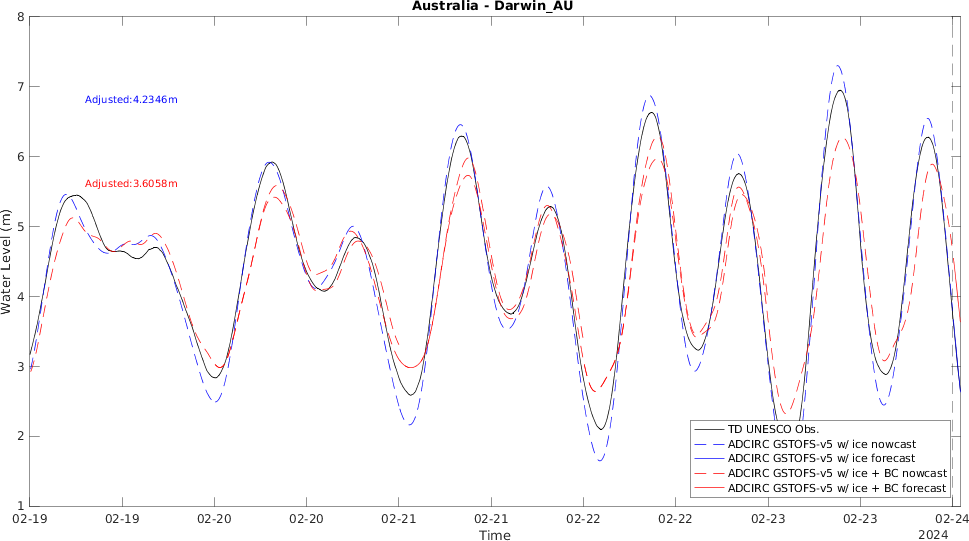 Australia - Darwin_AU
8
7
6
5
4
3
2
1
Water Level (m)
Adjusted:4.2346m
Adjusted:3.6058m
TD UNESCO Obs.
ADCIRC GSTOFS-v5 w/ ice nowcast
ADCIRC GSTOFS-v5 w/ ice forecast
ADCIRC GSTOFS-v5 w/ ice + BC nowcast
ADCIRC GSTOFS-v5 w/ ice + BC forecast
02-19 02-19 02-20 02-20 02-21 02-21 02-22 02-22 02-23 02-23 02-24
Time
2024